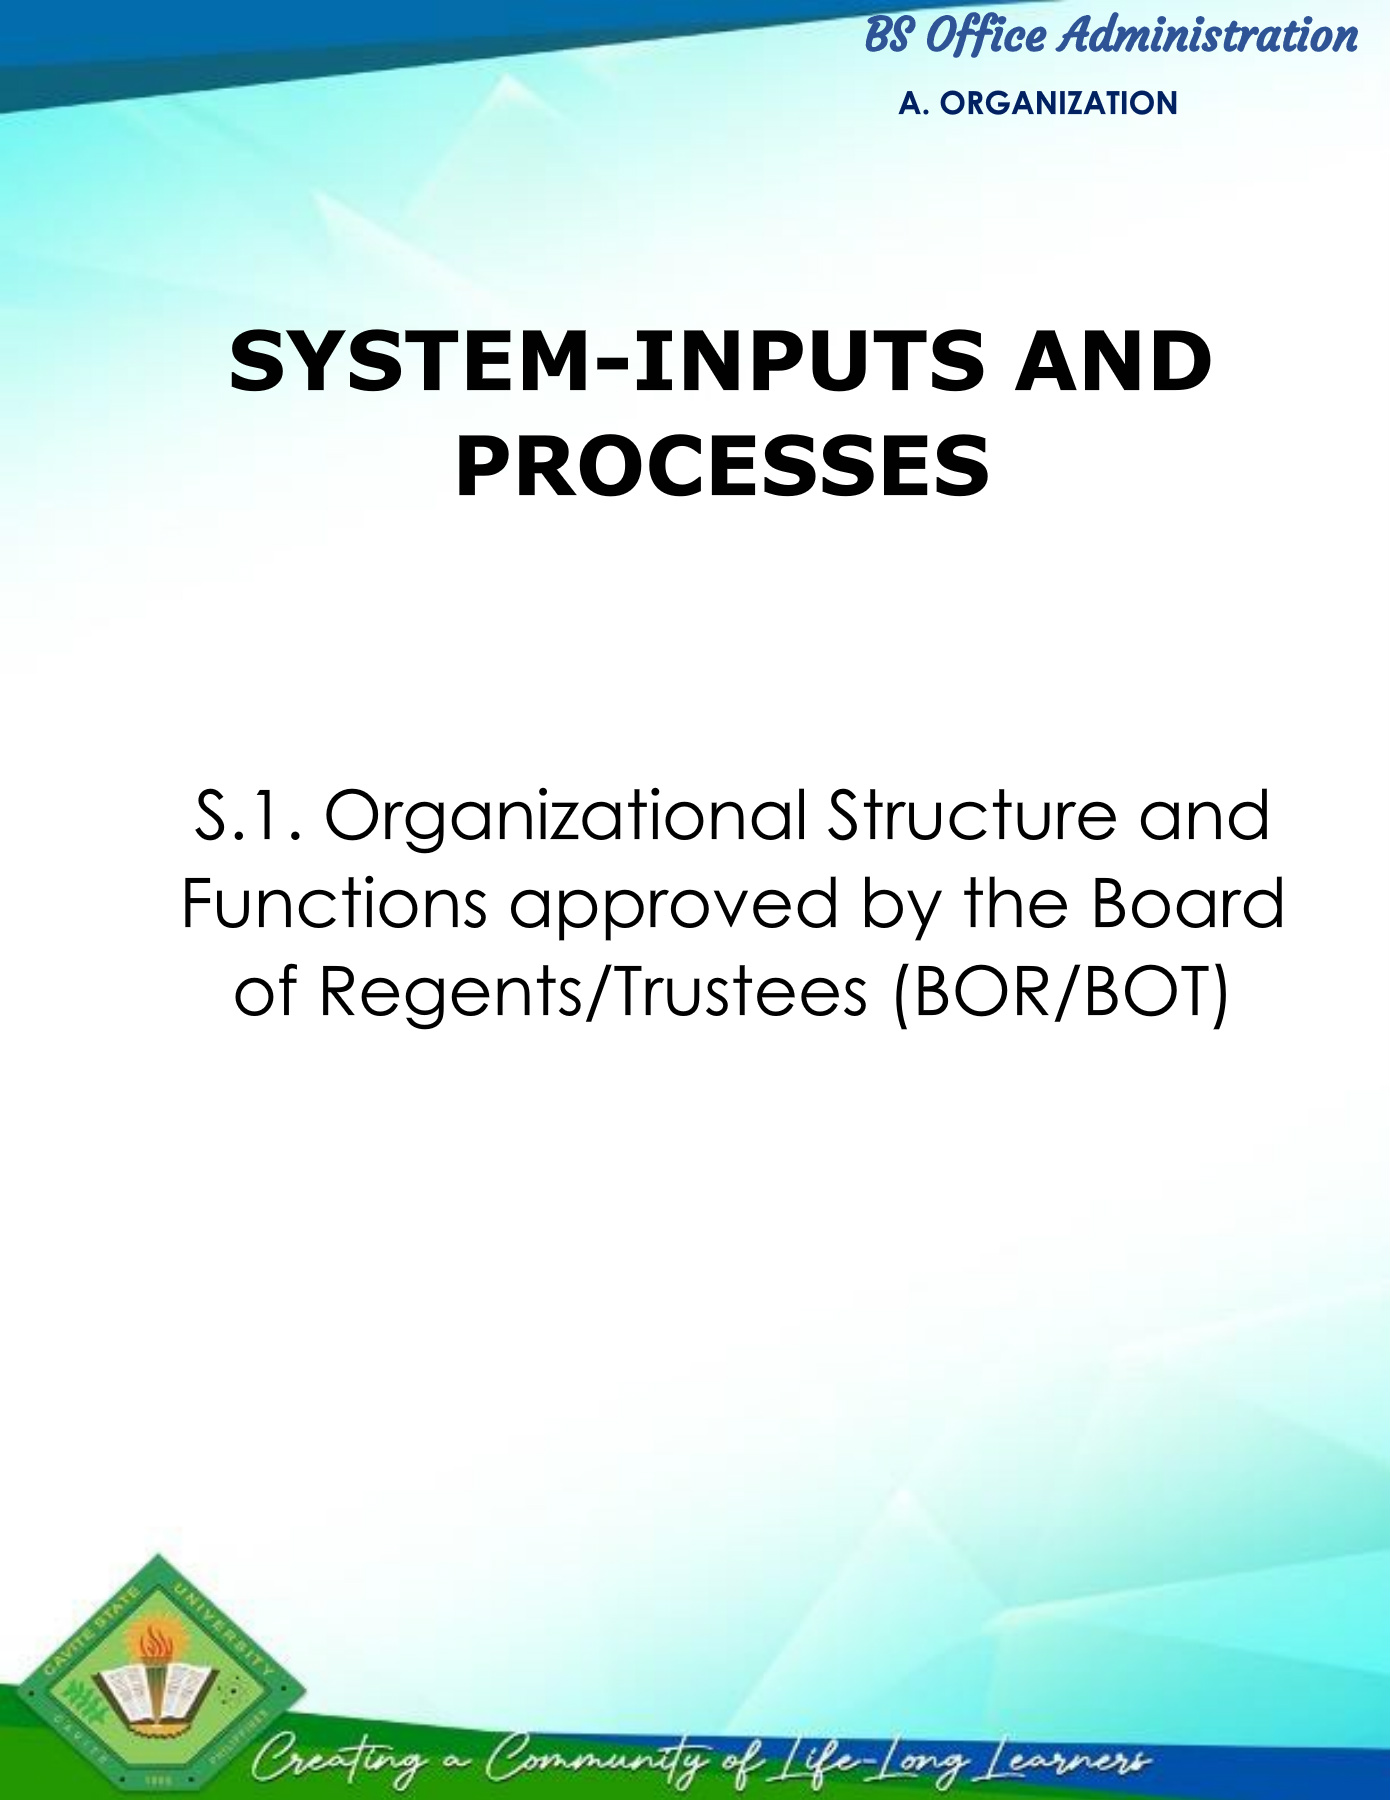 BS Office Administration
A. ORGANIZATION
SYSTEM-INPUTS AND
PROCESSES
S.1. Organizational Structure and
Functions approved by the Board
of Regents/Trustees (BOR/BOT)
CAVITE STATE UNIVERSITY
CAVITE
PHILIPPINES
Creating a Community of Life-Long Learners